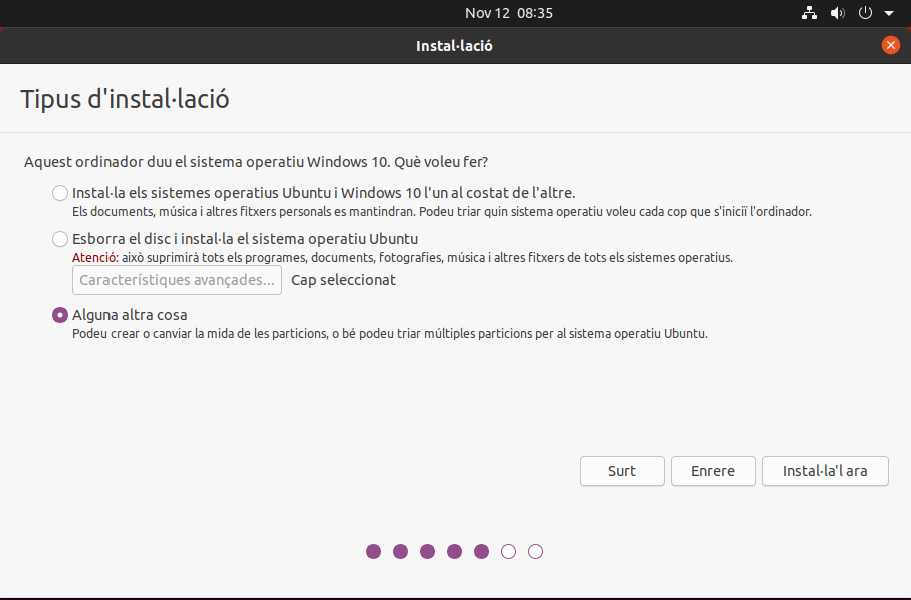 Nov 12 08:35
Instal·lació
Tipus d'instal·lació
Aquest ordinador duu el sistema operatiu Windows 10. Què voleu fer?
Instal·la els sistemes operatius Ubuntu i Windows 10 l'un al costat de l'altre.
Els documents, música i altres fitxers personals es mantindran. Podeu triar quin sistema operatiu voleu cada cop que s'iniciï l'ordinador.
Esborra el disc i instal·la el sistema operatiu Ubuntu
Atenció: això suprimirà tots els programes, documents, fotografies, música i altres fitxers de tots els sistemes operatius.
Característiques avançades... Cap seleccionat
Alguna altra cosa
Podeu crear o canviar la mida de les particions, o bé podeu triar múltiples particions per al sistema operatiu Ubuntu.
Surt Enrere Instal·la'l ara